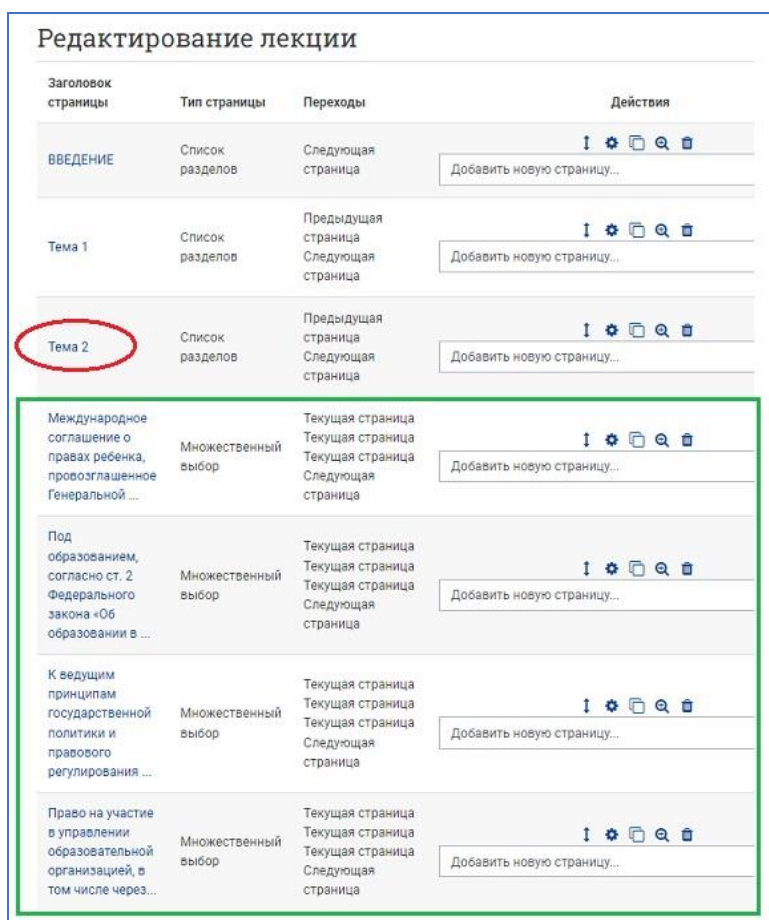 Редактирование лекции
Заголовок
страницы
Тип страницы
Переходы
Действия
ВВЕДЕНИЕ
Список
разделов
Следующая
страница
Добавить новую страницу...
Тема 1
Список
разделов
Предыдущая
страница
Следующая
страница
Добавить новую страницу...
Тема 2
Список
разделов
Предыдущая
страница
Следующая
страница
Добавить новую страницу...
Международное
соглашение о
правах ребенка,
провозглашенное
Генеральной ...
Множественный
выбор
Текущая страница
Текущая страница
Текущая страница
Следующая
страница
Добавить новую страницу...
Под
образованием,
согласно ст. 2
Федерального
закона «Об
образовании в ...
Множественный
выбор
Текущая страница
Текущая страница
Текущая страница
Следующая
страница
Добавить новую страницу...
К ведущим
принципам
государственной
политики и
правового
регулирования ...
Множественный
выбор
Текущая страница
Текущая страница
Текущая страница
Следующая
страница
Добавить новую страницу...
Право на участие
в управлении
образовательной
организацией, в
том числе через...
Множественный
выбор
Текущая страница
Текущая страница
Текущая страница
Следующая
страница
Добавить новую страницу...